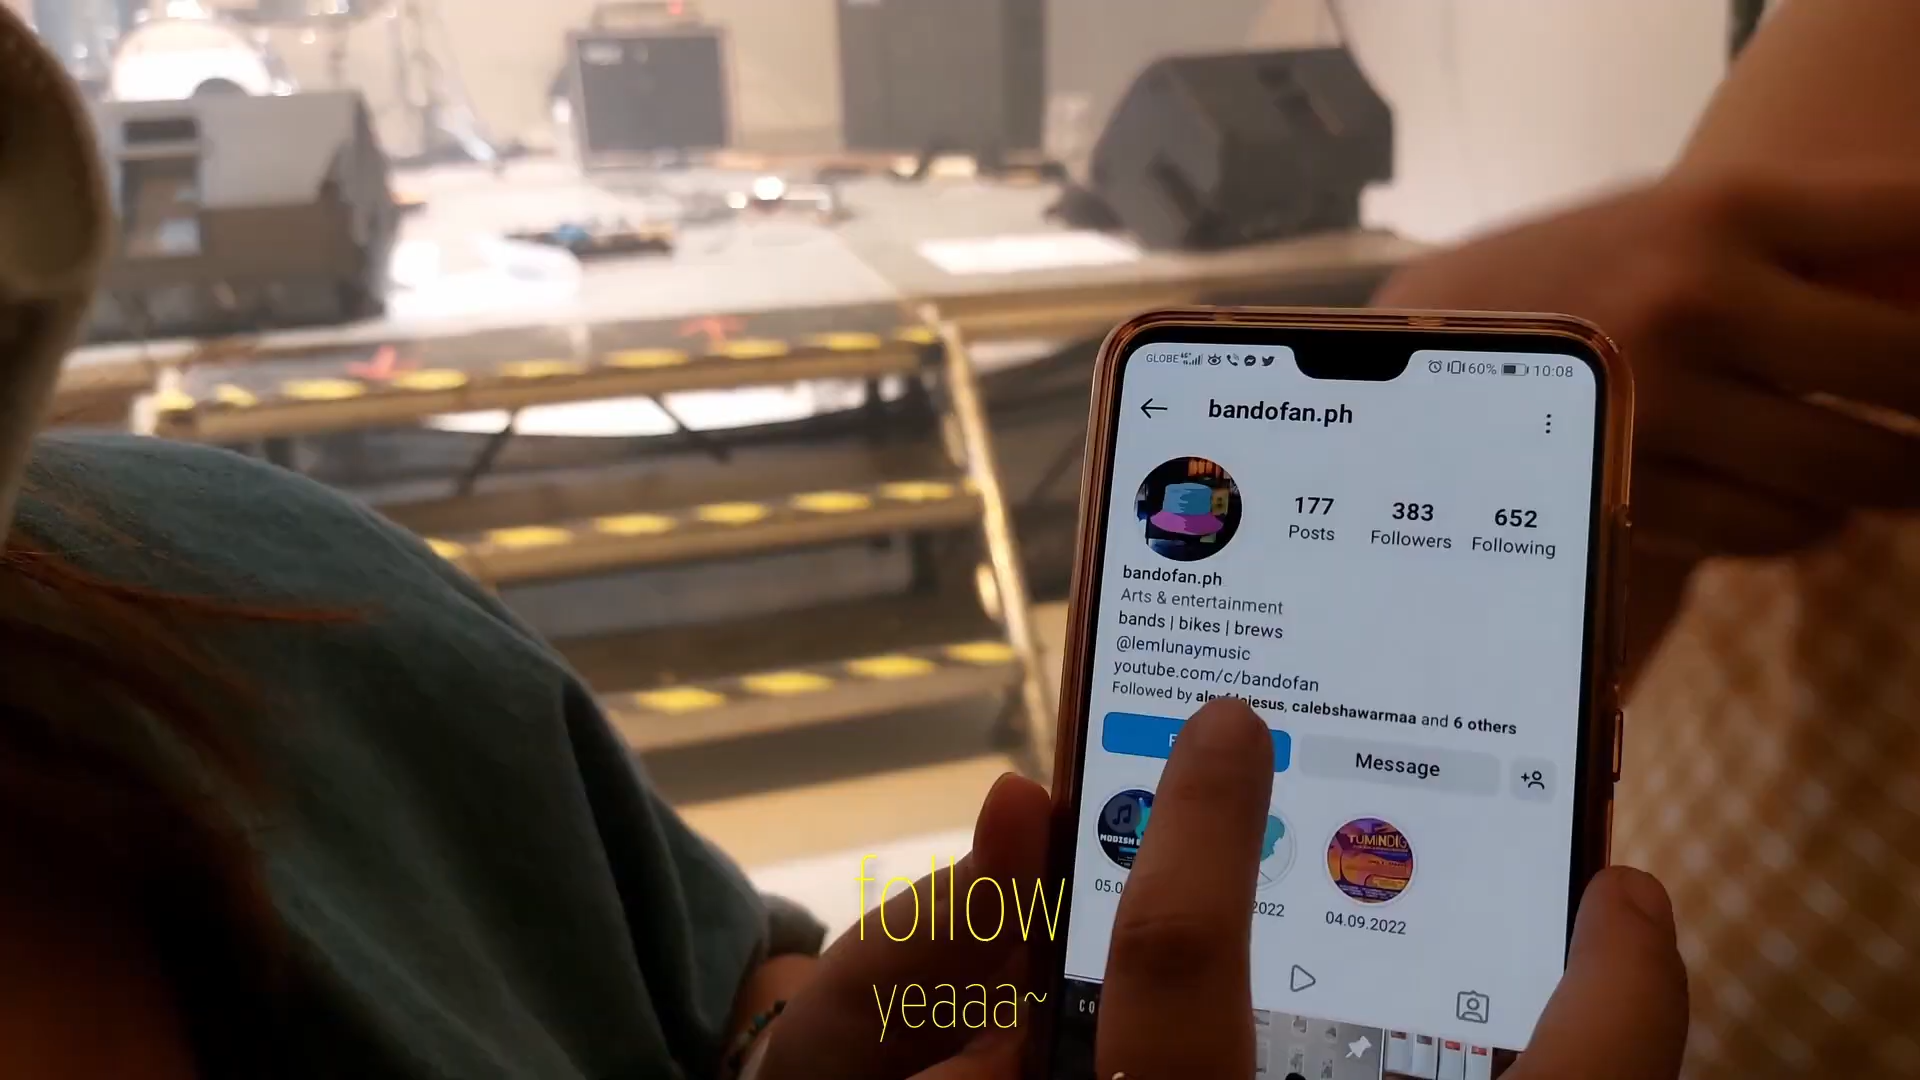 GLOBE 60% 10:08
bandofan.ph
177 383 652
Posts Followers Following
bandofan.ph
Arts & entertainment
bands | bikes | brews
@lemlunaymusic
youtube.com/c/bandofan
Followed by calebshawarmaa and 6 others
Message
TUMINDIG
04.09.2022
follow
yeaaa~